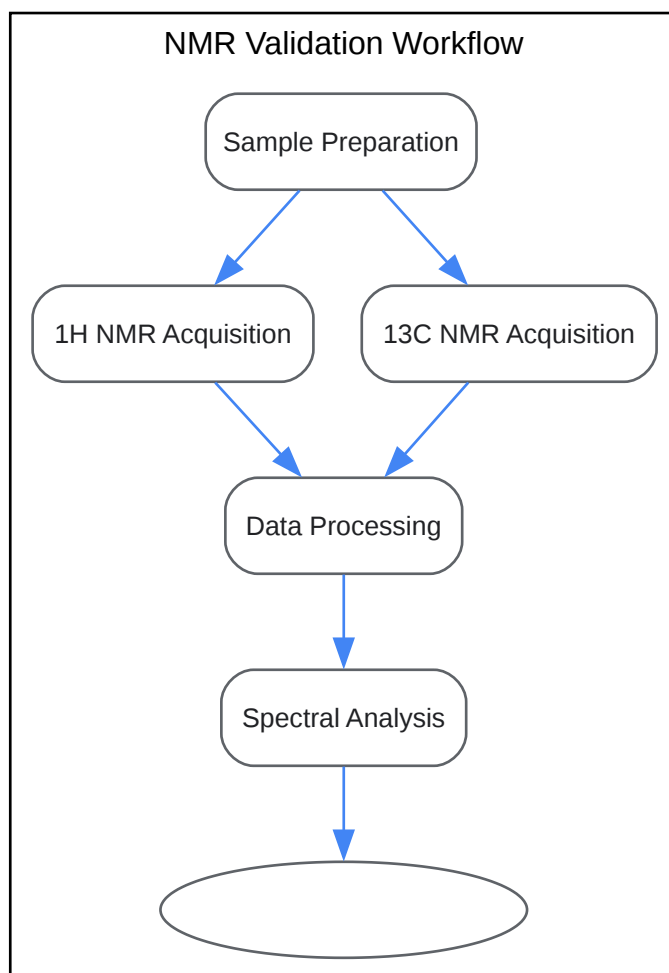 NMR Validation Workflow
Sample Preparation
1H NMR Acquisition
13C NMR Acquisition
Data Processing
Spectral Analysis